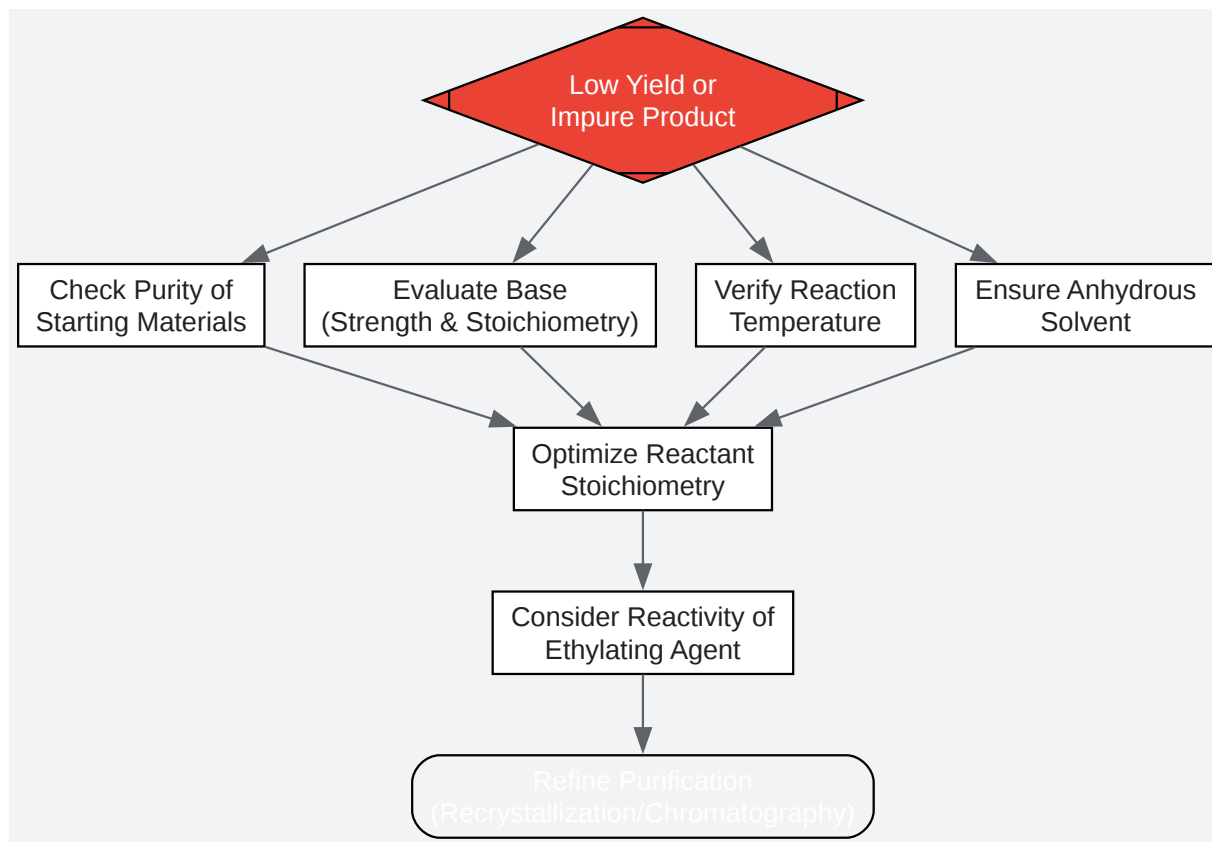 Low Yield or
Impure Product
Check Purity of
Starting Materials
Evaluate Base
(Strength & Stoichiometry)
Verify Reaction
Temperature
Ensure Anhydrous
Solvent
Optimize Reactant
Stoichiometry
Consider Reactivity of
Ethylating Agent
Refine Purification
(Recrystallization/Chromatography)